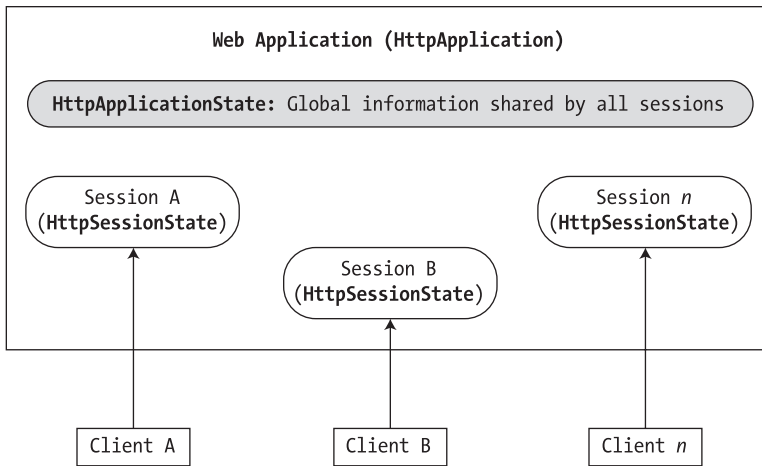 Web Application (HttpApplication)
HttpApplicationState: Global information shared by all sessions
Session A
(HttpSessionState)
Session n
(HttpSessionState)
Session B
(HttpSessionState)
Client A
Client B
Client n